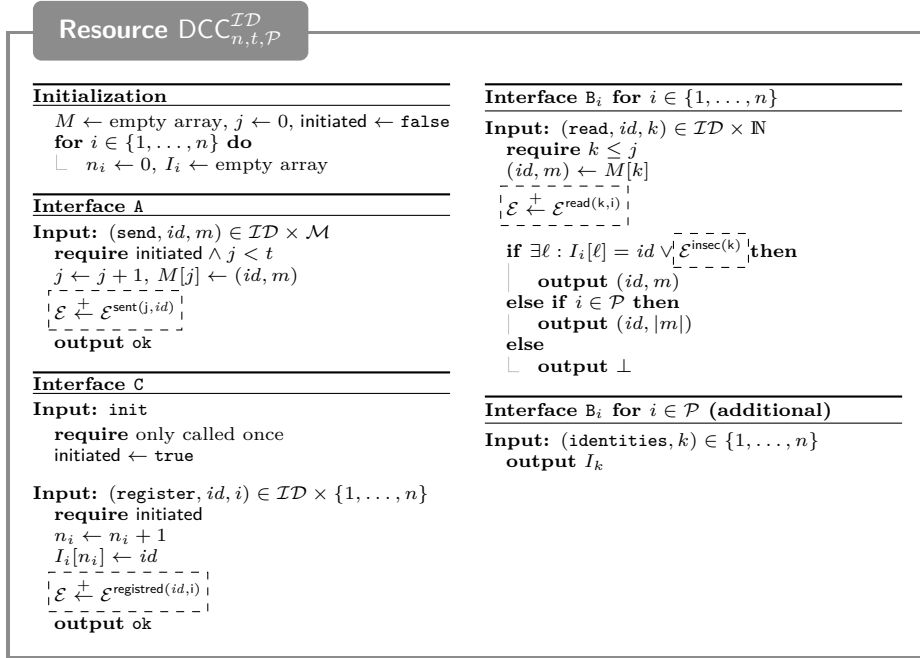 Resource DCC^{ID}_{n,t,P}
Initialization
M ← empty array, j ← 0, initiated ← false
for i ∈ {1, . . . , n} do
n_i ← 0, I_i ← empty array
Interface A
Input: (send, id, m) ∈ ID × M
require initiated ∧ j < t
j ← j + 1, M[j] ← (id, m)
E ←^+ E^{sent(j,id)}
output ok
Interface C
Input: init
require only called once
initiated ← true
Input: (register, id, i) ∈ ID × {1, . . . , n}
require initiated
n_i ← n_i + 1
I_i[n_i] ← id
E ←^+ E^{registred(id,i)}
output ok
Interface B_i for i ∈ {1, . . . , n}
Input: (read, id, k) ∈ ID × ℕ
require k ≤ j
(id, m) ← M[k]
E ←^+ E^{read(k,i)}
if ∃ℓ : I_i[ℓ] = id ∨ E^{insec(k)} then
output (id, m)
else if i ∈ P then
output (id, |m|)
else
output ⊥
Interface B_i for i ∈ P (additional)
Input: (identities, k) ∈ {1, . . . , n}
output I_k